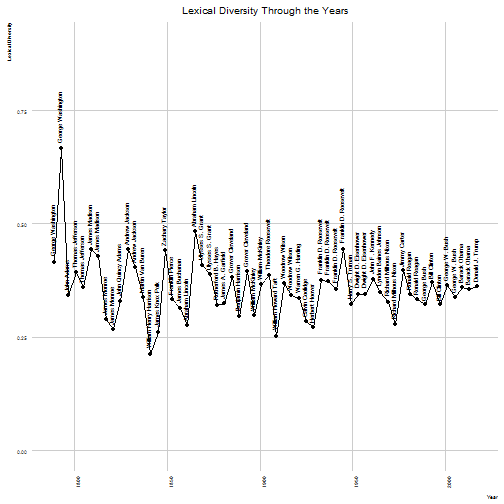 Lexical Diversity Through the Years
Lexical Diversity
0.75
0.50
0.25
0.00
George Washington
George Washington
John Adams
Thomas Jefferson
Thomas Jefferson
James Madison
James Madison
James Monroe
James Monroe
John Quincy Adams
Andrew Jackson
Andrew Jackson
Martin Van Buren
William Henry Harrison
James Knox Polk
Zachary Taylor
Franklin Pierce
James Buchanan
Abraham Lincoln
Abraham Lincoln
Ulysses S. Grant
Ulysses S. Grant
Rutherford B. Hayes
James A. Garfield
Grover Cleveland
Benjamin Harrison
Grover Cleveland
William McKinley
William McKinley
Theodore Roosevelt
William Howard Taft
Woodrow Wilson
Woodrow Wilson
Warren G. Harding
Calvin Coolidge
Herbert Hoover
Franklin D. Roosevelt
Franklin D. Roosevelt
Franklin D. Roosevelt
Franklin D. Roosevelt
Harry S. Truman
Dwight D. Eisenhower
Dwight D. Eisenhower
John F. Kennedy
Lyndon Baines Johnson
Richard Milhous Nixon
Richard Milhous Nixon
Jimmy Carter
Ronald Reagan
Ronald Reagan
George Bush
Bill Clinton
Bill Clinton
George W. Bush
George W. Bush
Barack Obama
Barack Obama
Donald J. Trump
1800
1850
1900
1950
2000
Year